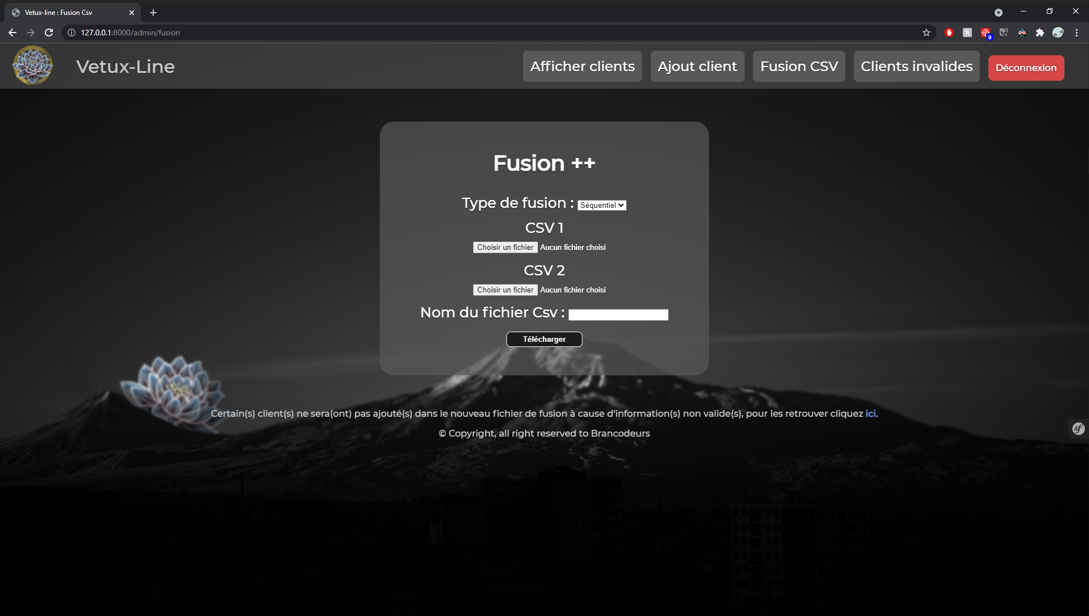 Vetux-line : Fusion Csv
127.0.0.1:8000/admin/fusion
Vetux-Line
Afficher clients
Ajout client
Fusion CSV
Clients invalides
Déconnexion
Fusion ++
Type de fusion : Séquentiel
CSV 1
Choisir un fichier Aucun fichier choisi
CSV 2
Choisir un fichier Aucun fichier choisi
Nom du fichier Csv :
Télécharger
Certain(s) client(s) ne sera(ont) pas ajouté(s) dans le nouveau fichier de fusion à cause d'information(s) non valide(s), pour les retrouver cliquez ici.
© Copyright, all right reserved to Brancodeurs